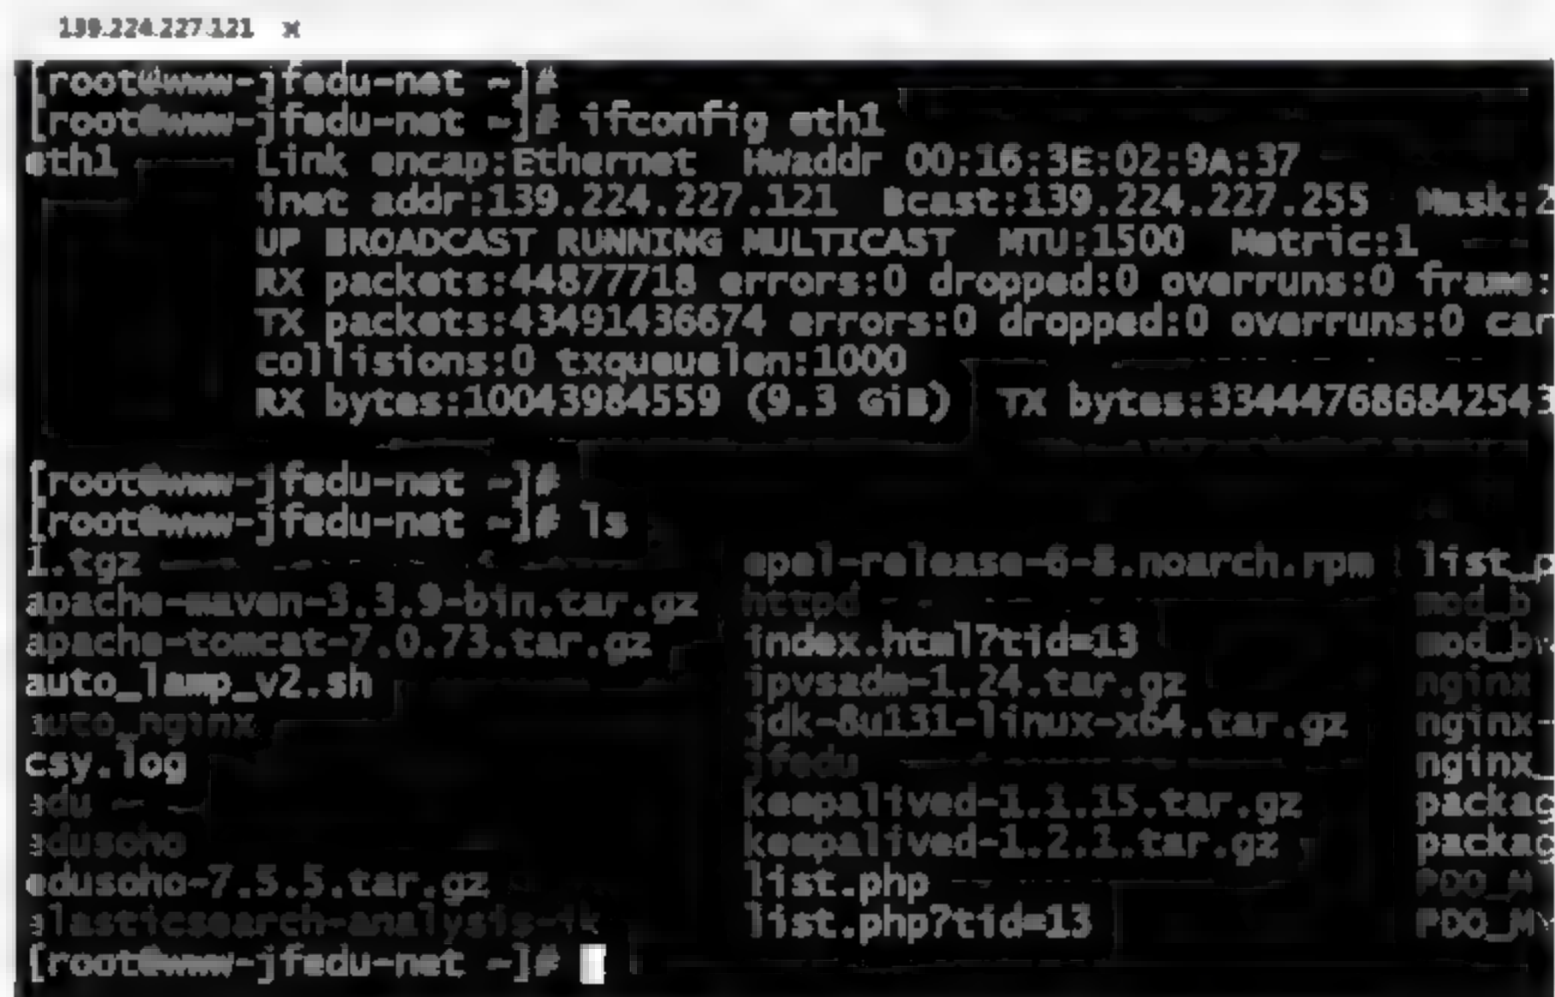 139.224.227.121 ×
[root@www-jfedu-net ~]#
[root@www-jfedu-net ~]# ifconfig eth1
eth1 Link encap:Ethernet HWaddr 00:16:3E:02:9A:37
inet addr:139.224.227.121 Bcast:139.224.227.255 Mask:2
UP BROADCAST RUNNING MULTICAST MTU:1500 Metric:1
RX packets:44877718 errors:0 dropped:0 overruns:0 frame:
TX packets:43491436674 errors:0 dropped:0 overruns:0 car
collisions:0 txqueuelen:1000
RX bytes:10043984559 (9.3 GiB) TX bytes:334447686842543
[root@www-jfedu-net ~]#
[root@www-jfedu-net ~]# ls
1.tgz epel-release-6-8.noarch.rpm list_p
apache-maven-3.3.9-bin.tar.gz httpd mod_b
apache-tomcat-7.0.73.tar.gz index.html?tid=13 mod_bw
auto_lamp_v2.sh ipvsadm-1.24.tar.gz nginx
auto_nginx jdk-8u131-linux-x64.tar.gz nginx-
csy.log jfedu nginx_
edu keepalived-1.1.15.tar.gz packag
edusoho keepalived-1.2.1.tar.gz packag
edusoho-7.5.5.tar.gz list.php PDO_M
elasticsearch-analysis-ik list.php?tid=13 PDO_MY
[root@www-jfedu-net ~]#